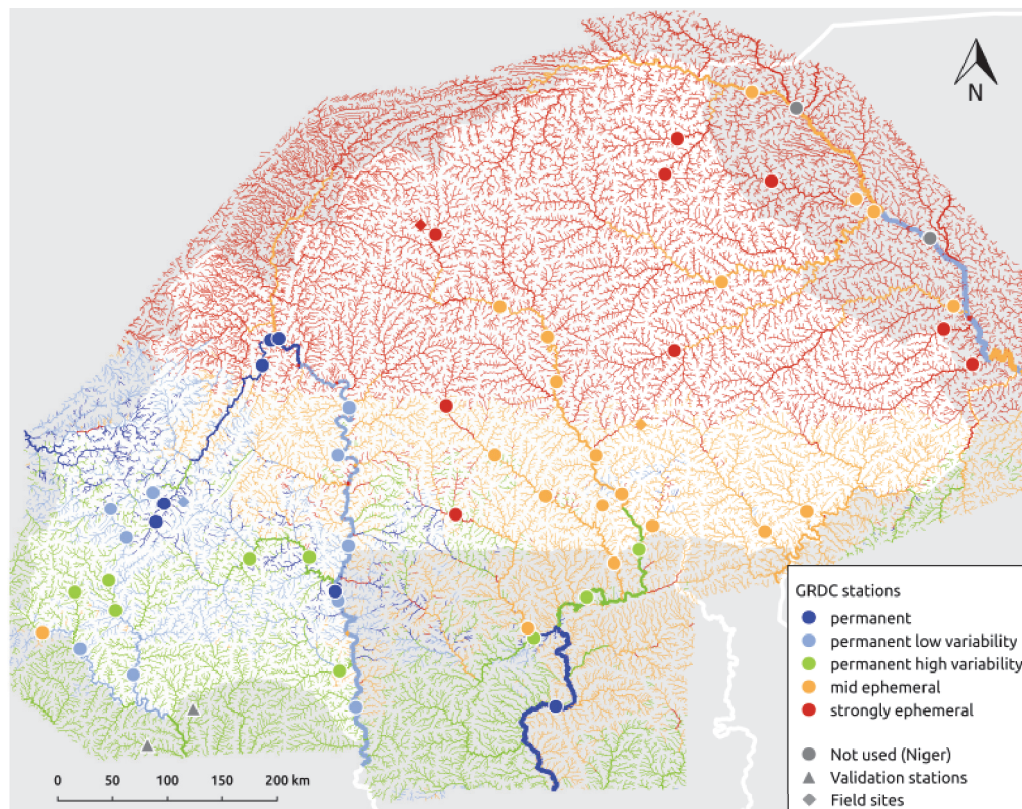 N
GRDC stations
permanent
permanent low variability
permanent high variability
mid ephemeral
strongly ephemeral
Not used (Niger)
Validation stations
Field sites
0 50 100 150 200 km